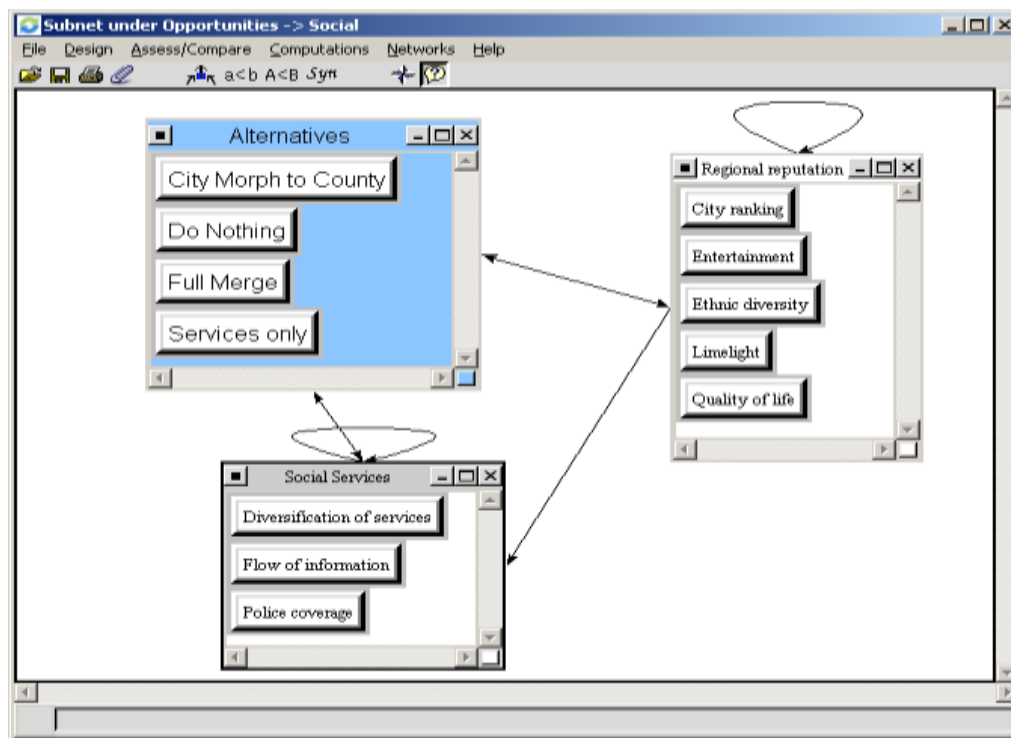 Subnet under Opportunities -> Social
File Design Assess/Compare Computations Networks Help
a<b A<B Syn
Alternatives
City Morph to County
Do Nothing
Full Merge
Services only
Regional reputation
City ranking
Entertainment
Ethnic diversity
Limelight
Quality of life
Social Services
Diversification of services
Flow of information
Police coverage